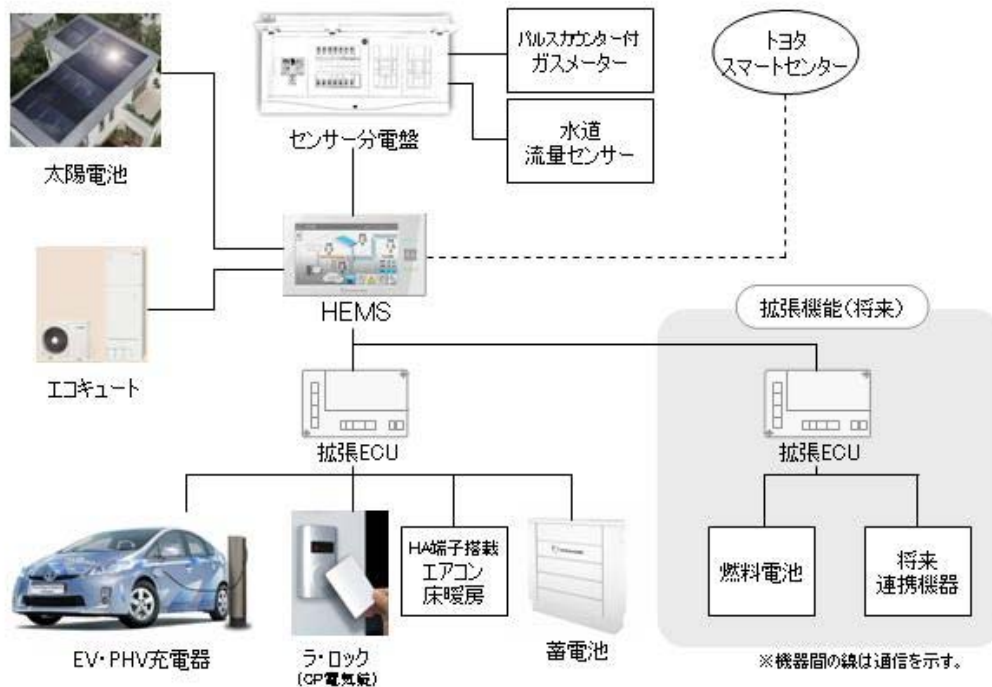 パルスカウンター付
ガスメーター
トヨタ
スマートセンター
水道
流量センサー
センサー分電盤
太陽電池
HEMS
エコキュート
拡張機能(将来)
拡張ECU
拡張ECU
EV・PHV充電器
ラ・ロック
(CP電気錠)
HA端子搭載
エアコン
床暖房
蓄電池
燃料電池
将来
連携機器
※機器間の線は通信を示す。